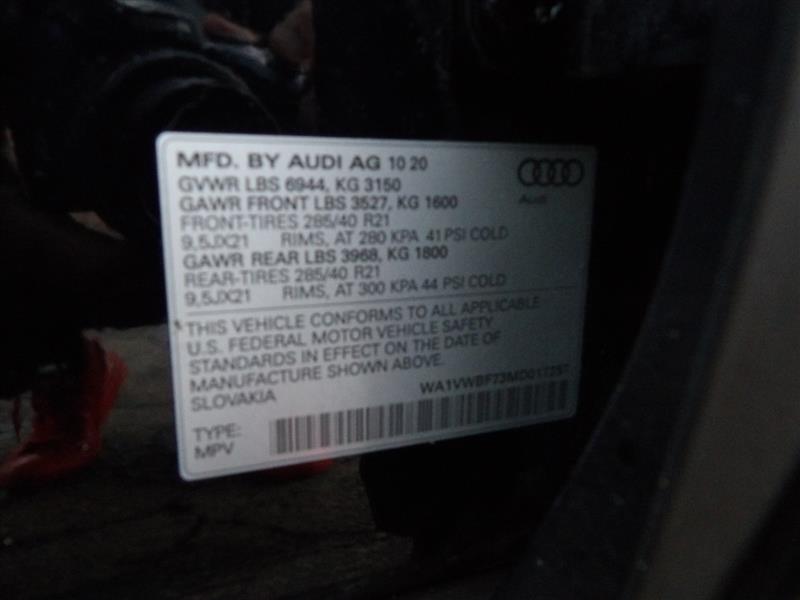 MFD. BY AUDI AG 10 20
GVWR LBS 6944, KG 3150
GAWR FRONT LBS 3527, KG 1600
FRONT-TIRES 285/40 R21
9,5JX21 RIMS, AT 280 KPA 41 PSI COLD
GAWR REAR LBS 3968, KG 1800
REAR-TIRES 285/40 R21
9,5JX21 RIMS, AT 300 KPA 44 PSI COLD
Audi
THIS VEHICLE CONFORMS TO ALL APPLICABLE
U.S. FEDERAL MOTOR VEHICLE SAFETY
STANDARDS IN EFFECT ON THE DATE OF
MANUFACTURE SHOWN ABOVE.
SLOVAKIA
TYPE:
MPV